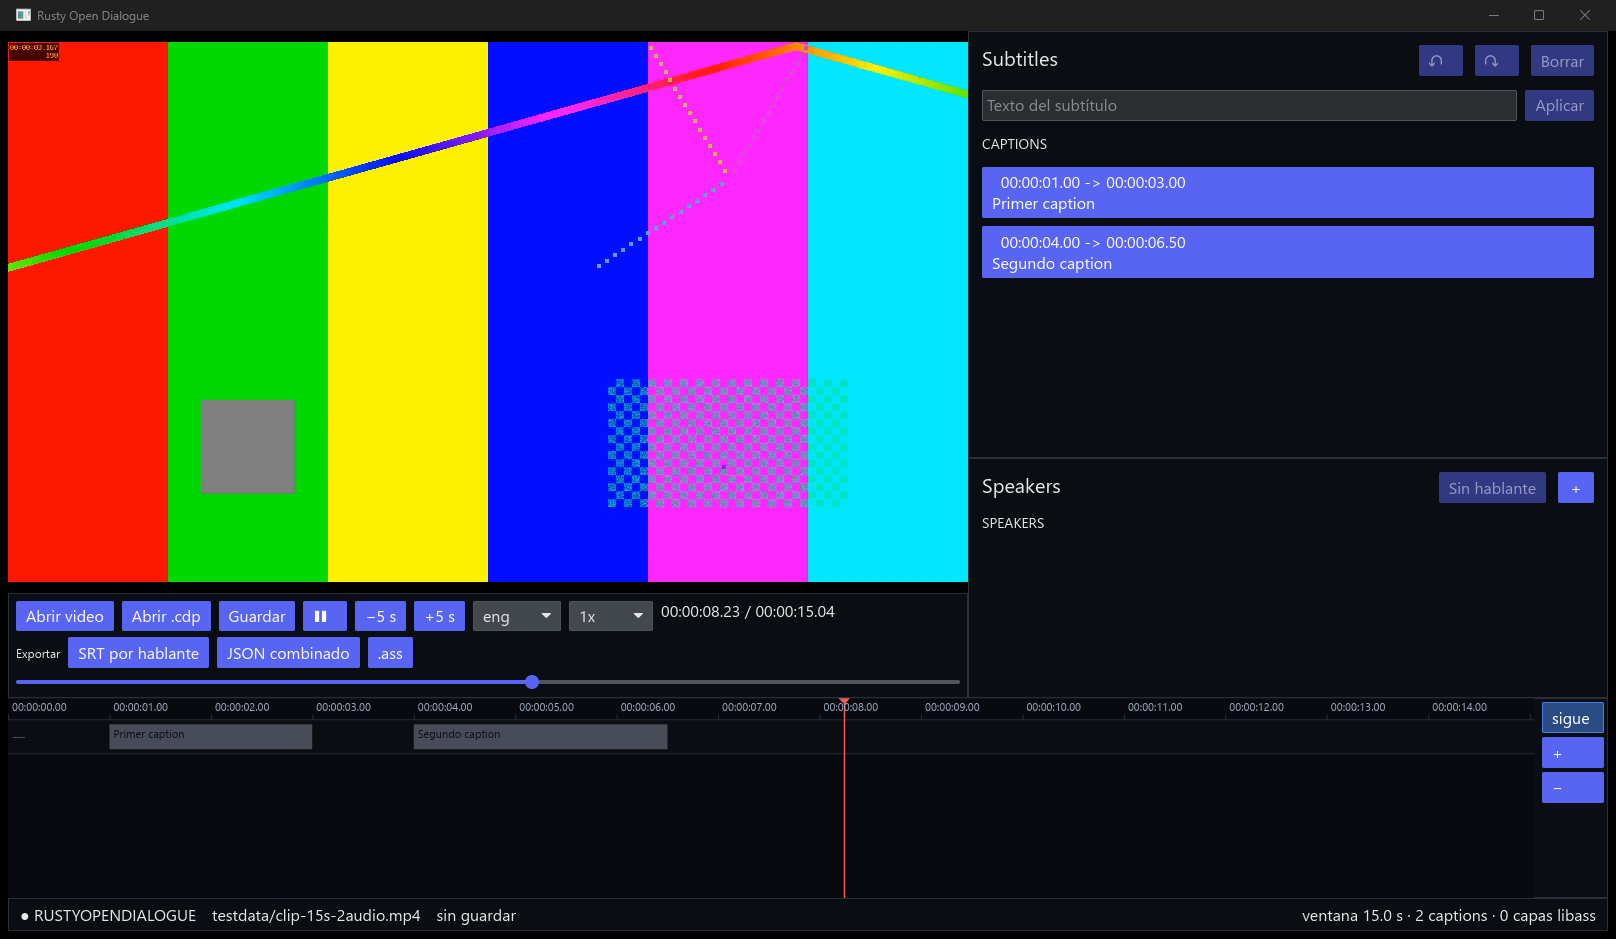 Rusty Open Dialogue
00:00:03.167
190
Subtitles
Borrar
Texto del subtítulo
Aplicar
CAPTIONS
00:00:01.00 -> 00:00:03.00
Primer caption
00:00:04.00 -> 00:00:06.50
Segundo caption
Speakers
Sin hablante
+
SPEAKERS
Abrir video
Abrir .cdp
Guardar
−5 s
+5 s
eng
1x
00:00:08.23 / 00:00:15.04
Exportar
SRT por hablante
JSON combinado
.ass
00:00:00.00 00:00:01.00 00:00:02.00 00:00:03.00 00:00:04.00 00:00:05.00 00:00:06.00 00:00:07.00 00:00:08.00 00:00:09.00 00:00:10.00 00:00:11.00 00:00:12.00 00:00:13.00 00:00:14.00
— Primer caption Segundo caption
sigue
+
−
● RUSTYOPENDIALOGUE testdata/clip-15s-2audio.mp4 sin guardar
ventana 15.0 s · 2 captions · 0 capas libass